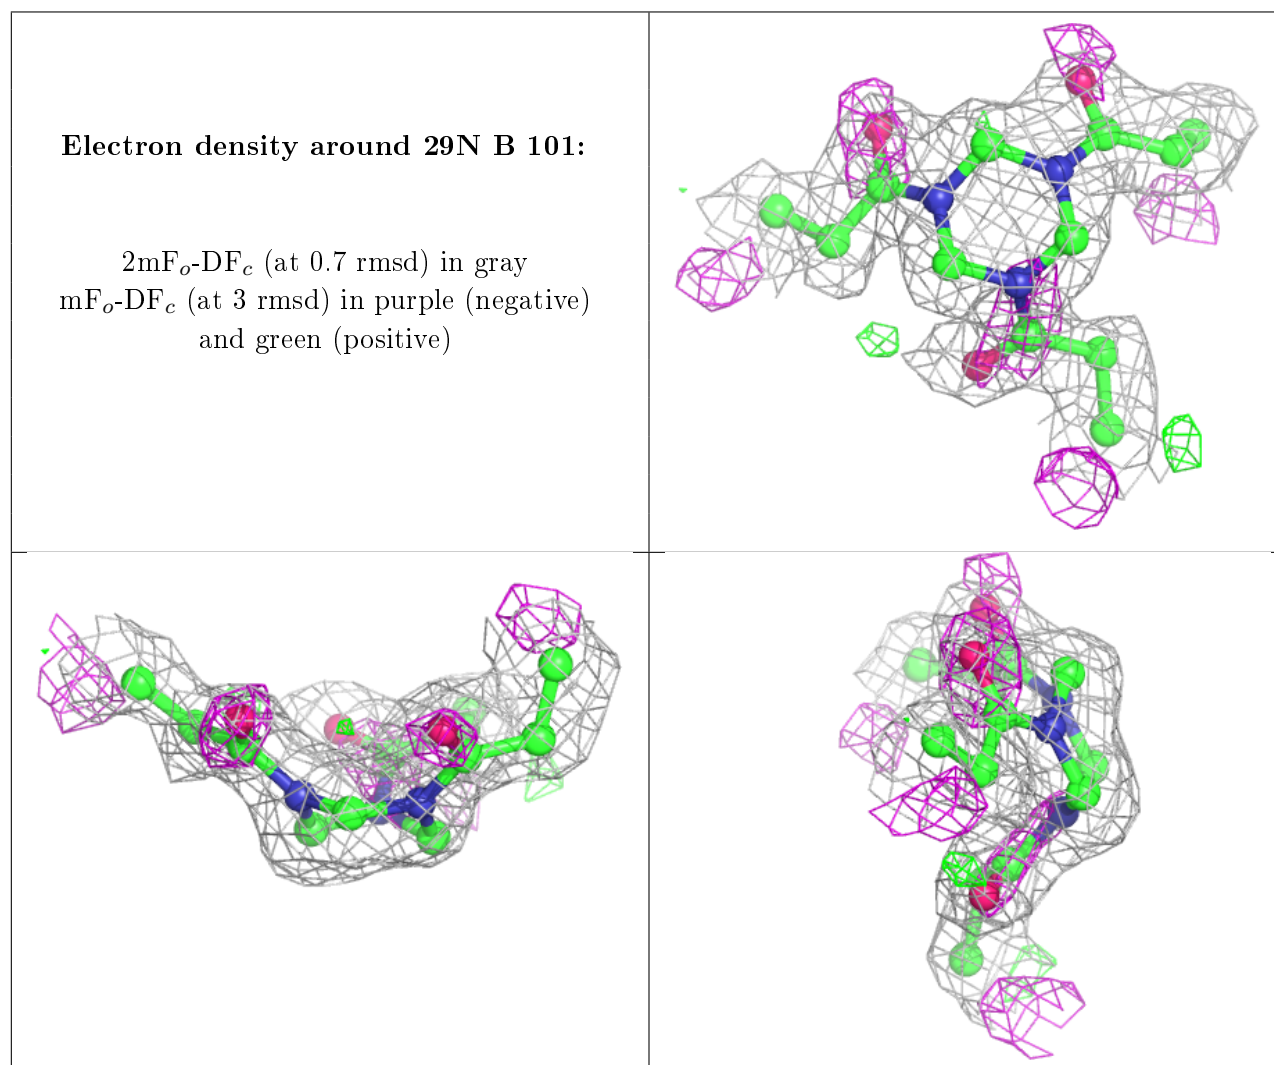 Electron density around 29N B 101:
2mFo-DFc (at 0.7 rmsd) in gray
mFo-DFc (at 3 rmsd) in purple (negative)
and green (positive)